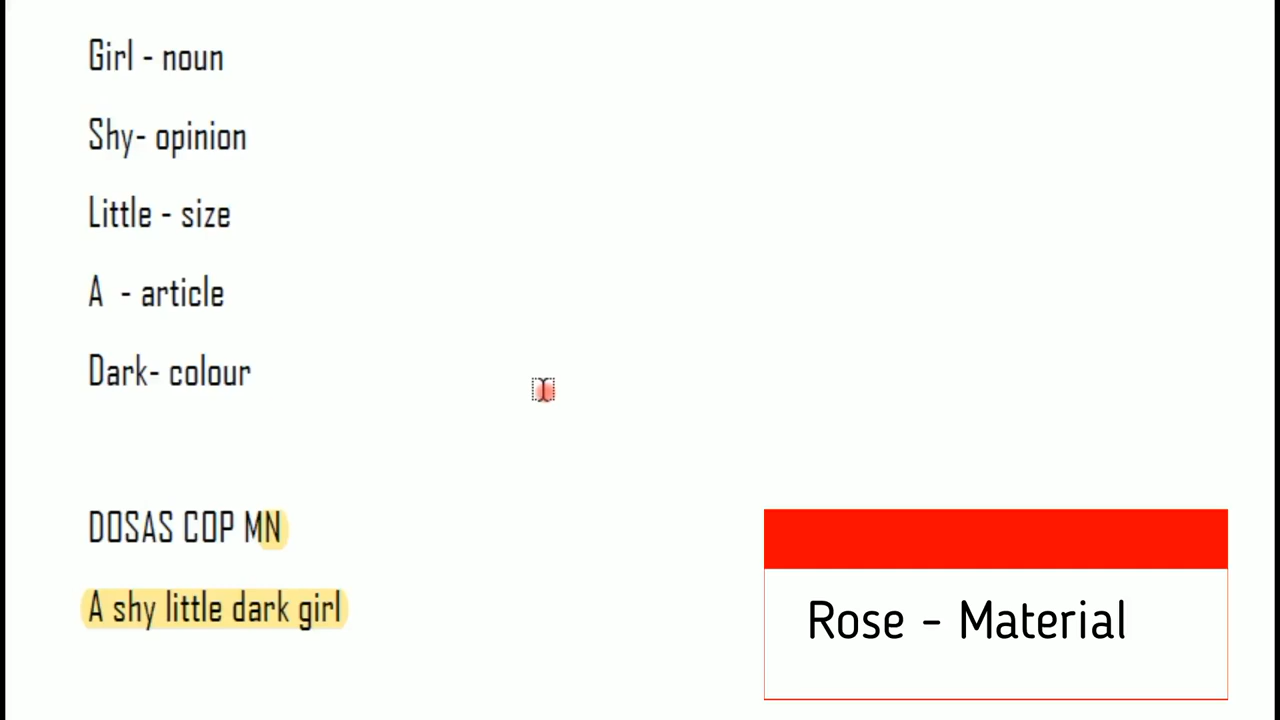 Girl - noun
Shy- opinion
Little - size
A - article
Dark- colour
DOSAS COP MN
A shy little dark girl
Rose - Material